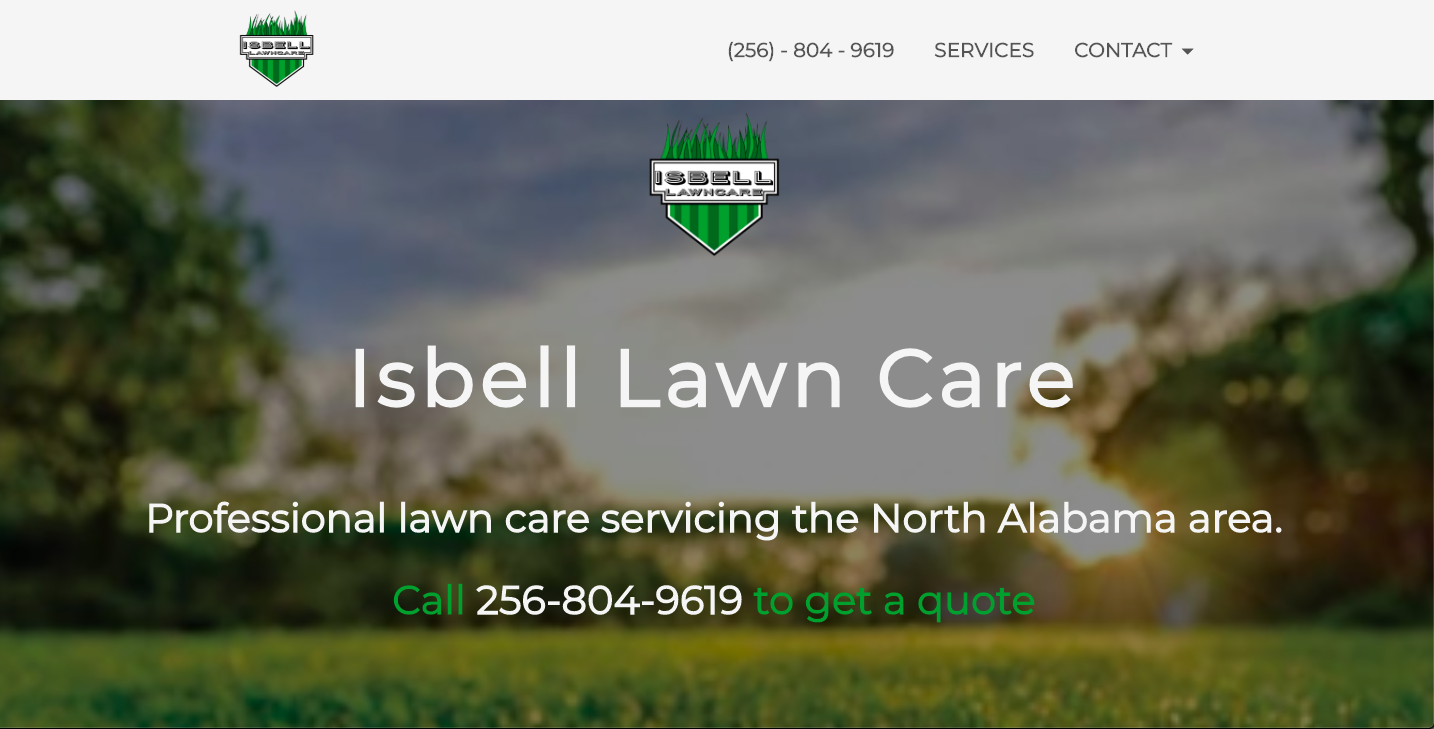 ISBELL
LAWNCARE
(256) - 804 - 9619 SERVICES CONTACT
ISBELL
LAWNCARE
Isbell Lawn Care
Professional lawn care servicing the North Alabama area.
Call 256-804-9619 to get a quote